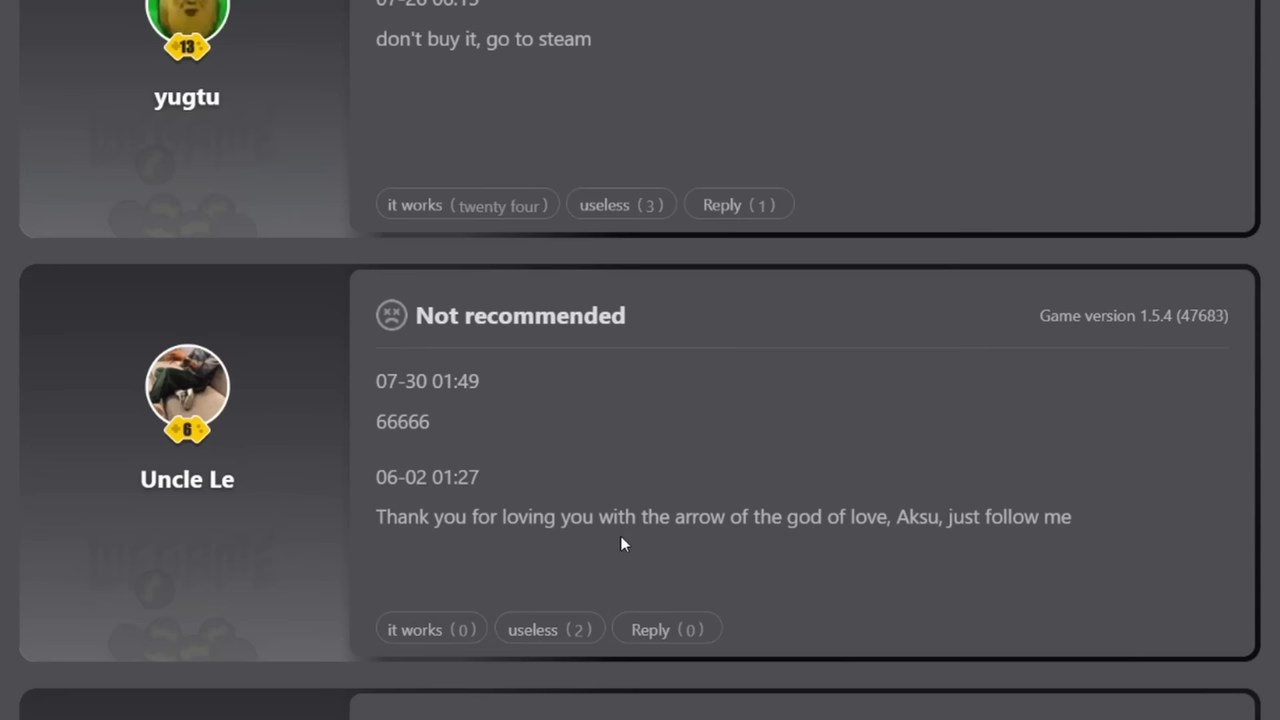 13
yugtu
don't buy it, go to steam
it works ( twenty four ) useless ( 3 ) Reply ( 1 )
Not recommended
Game version 1.5.4 (47683)
07-30 01:49
66666
06-02 01:27
Thank you for loving you with the arrow of the god of love, Aksu, just follow me
6
Uncle Le
it works ( 0 ) useless ( 2 ) Reply ( 0 )